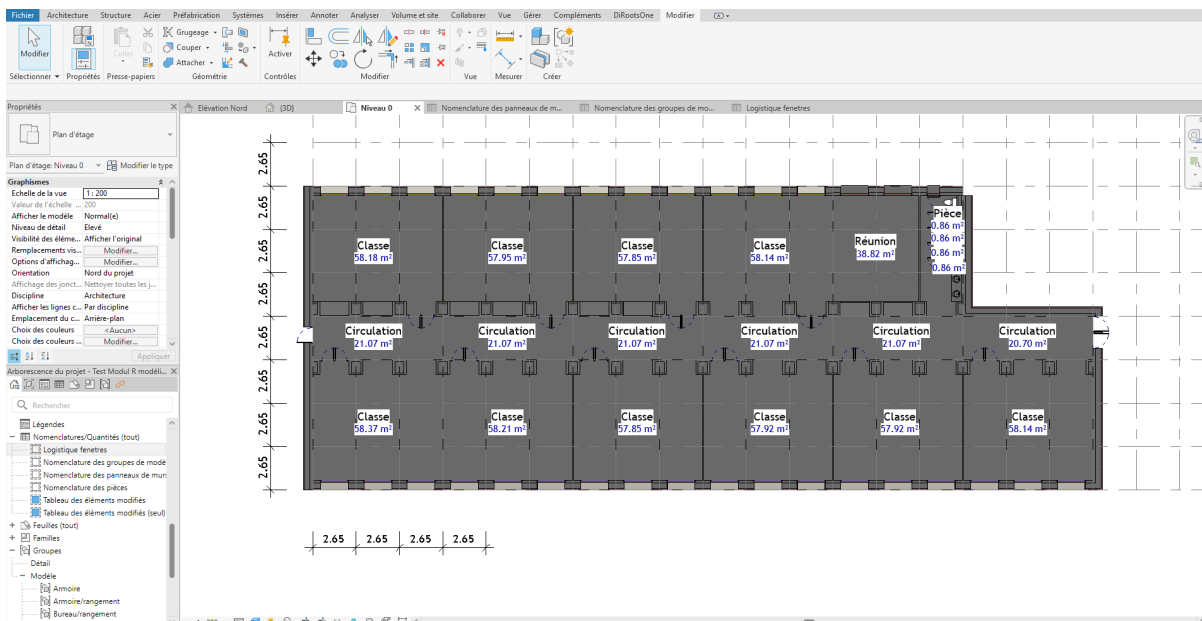 Fichier Architecture Structure Acier Préfabrication Systèmes Insérer Annoter Analyser Volume et site Collaborer Vue Gérer Compléments DiRootsOne Modifier
Modifier
Coller
Grugeage
Couper
Attacher
Activer
Sélectionner Propriétés Presse-papiers Géométrie Contrôles Modifier Vue Mesurer Créer
Propriétés
Elévation Nord {3D} Niveau 0 Nomenclature des panneaux de m... Nomenclature des groupes de mo... Logistique fenetres
Plan d'étage
Plan d'étage: Niveau 0 Modifier le type
Graphismes
Echelle de la vue 1 : 200
Valeur de l'échelle ... 200
Afficher le modèle Normal(e)
Niveau de détail Elevé
Visibilité des éléme... Afficher l'original
Remplacements vis... Modifier...
Options d'affichag... Modifier...
Orientation Nord du projet
Affichage des jonct... Nettoyer toutes les j...
Discipline Architecture
Afficher les lignes c... Par discipline
Emplacement du c... Arrière-plan
Choix des couleurs <Aucun>
Choix des couleurs ... Modifier...
Appliquer
Arborescence du projet - Test Modul R modéli...
Rechercher
Légendes
Nomenclatures/Quantités (tout)
Logistique fenetres
Nomenclature des groupes de modè
Nomenclature des panneaux de murs
Nomenclature des pièces
Tableau des éléments modifiés
Tableau des éléments modifiés (seul)
Feuilles (tout)
Familles
Groupes
Détail
Modèle
Armoire
Armoire/rangement
Bureau/rangement
2.65
2.65
2.65
2.65
2.65
2.65
2.65
2.65
Classe
58.18 m²
Classe
57.95 m²
Classe
57.85 m²
Classe
58.14 m²
Réunion
38.82 m²
Pièce
0.86 m²
0.86 m²
0.86 m²
0.86 m²
Circulation
21.07 m²
Circulation
21.07 m²
Circulation
21.07 m²
Circulation
21.07 m²
Circulation
21.07 m²
Circulation
20.70 m²
Classe
58.37 m²
Classe
58.21 m²
Classe
57.85 m²
Classe
57.92 m²
Classe
57.92 m²
Classe
58.14 m²
2.65 2.65 2.65 2.65